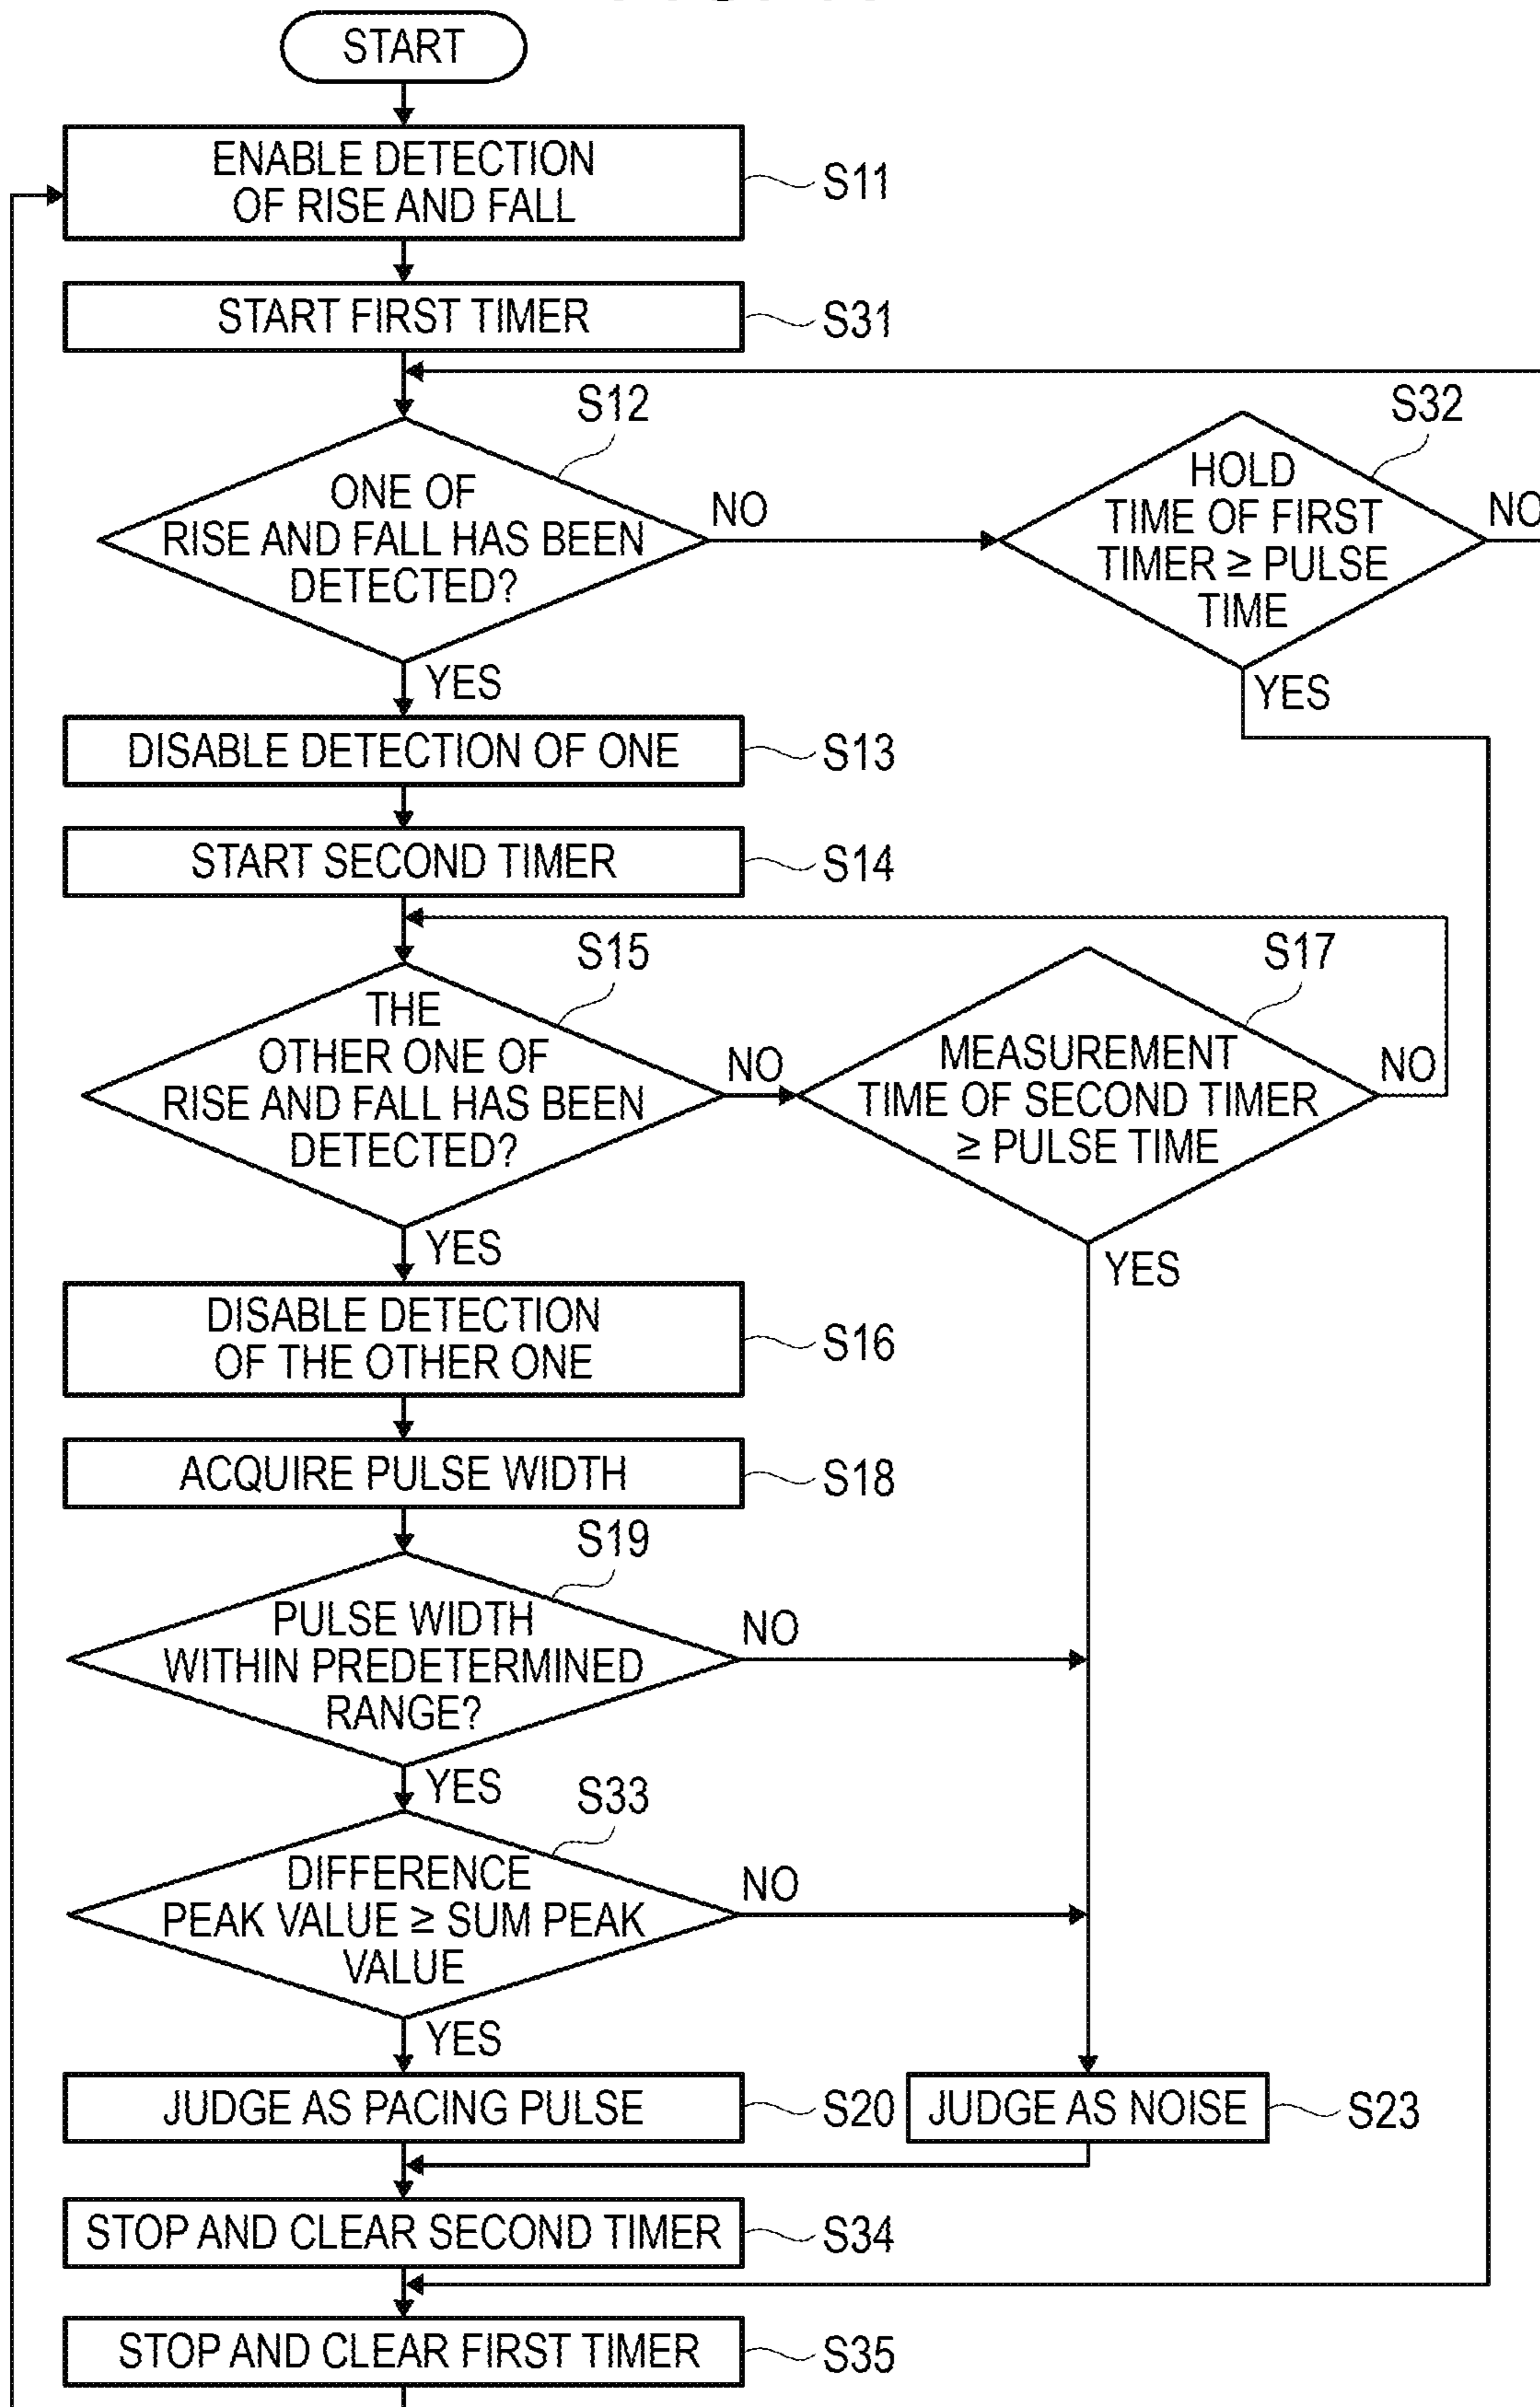 START
ENABLE DETECTION
OF RISE AND FALL
S11
START FIRST TIMER
S31
S12
ONE OF
RISE AND FALL HAS BEEN
DETECTED?
NO
YES
S32
HOLD
TIME OF FIRST
TIMER ≥ PULSE
TIME
NO
YES
DISABLE DETECTION OF ONE
S13
START SECOND TIMER
S14
S15
THE
OTHER ONE OF
RISE AND FALL HAS BEEN
DETECTED?
NO
YES
S17
MEASUREMENT
TIME OF SECOND TIMER
≥ PULSE TIME
NO
YES
DISABLE DETECTION
OF THE OTHER ONE
S16
ACQUIRE PULSE WIDTH
S18
S19
PULSE WIDTH
WITHIN PREDETERMINED
RANGE?
NO
YES
S33
DIFFERENCE
PEAK VALUE ≥ SUM PEAK
VALUE
NO
YES
JUDGE AS PACING PULSE
S20
JUDGE AS NOISE
S23
STOP AND CLEAR SECOND TIMER
S34
STOP AND CLEAR FIRST TIMER
S35